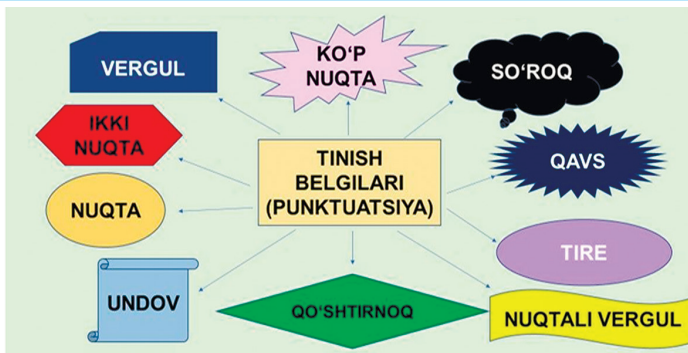 VERGUL
KO‘P
NUQTA
SO‘ROQ
IKKI
NUQTA
TINISH
BELGILARI
(PUNKTUATSIYA)
QAVS
NUQTA
TIRE
UNDOV
QO‘SHTIRNOQ
NUQTALI VERGUL